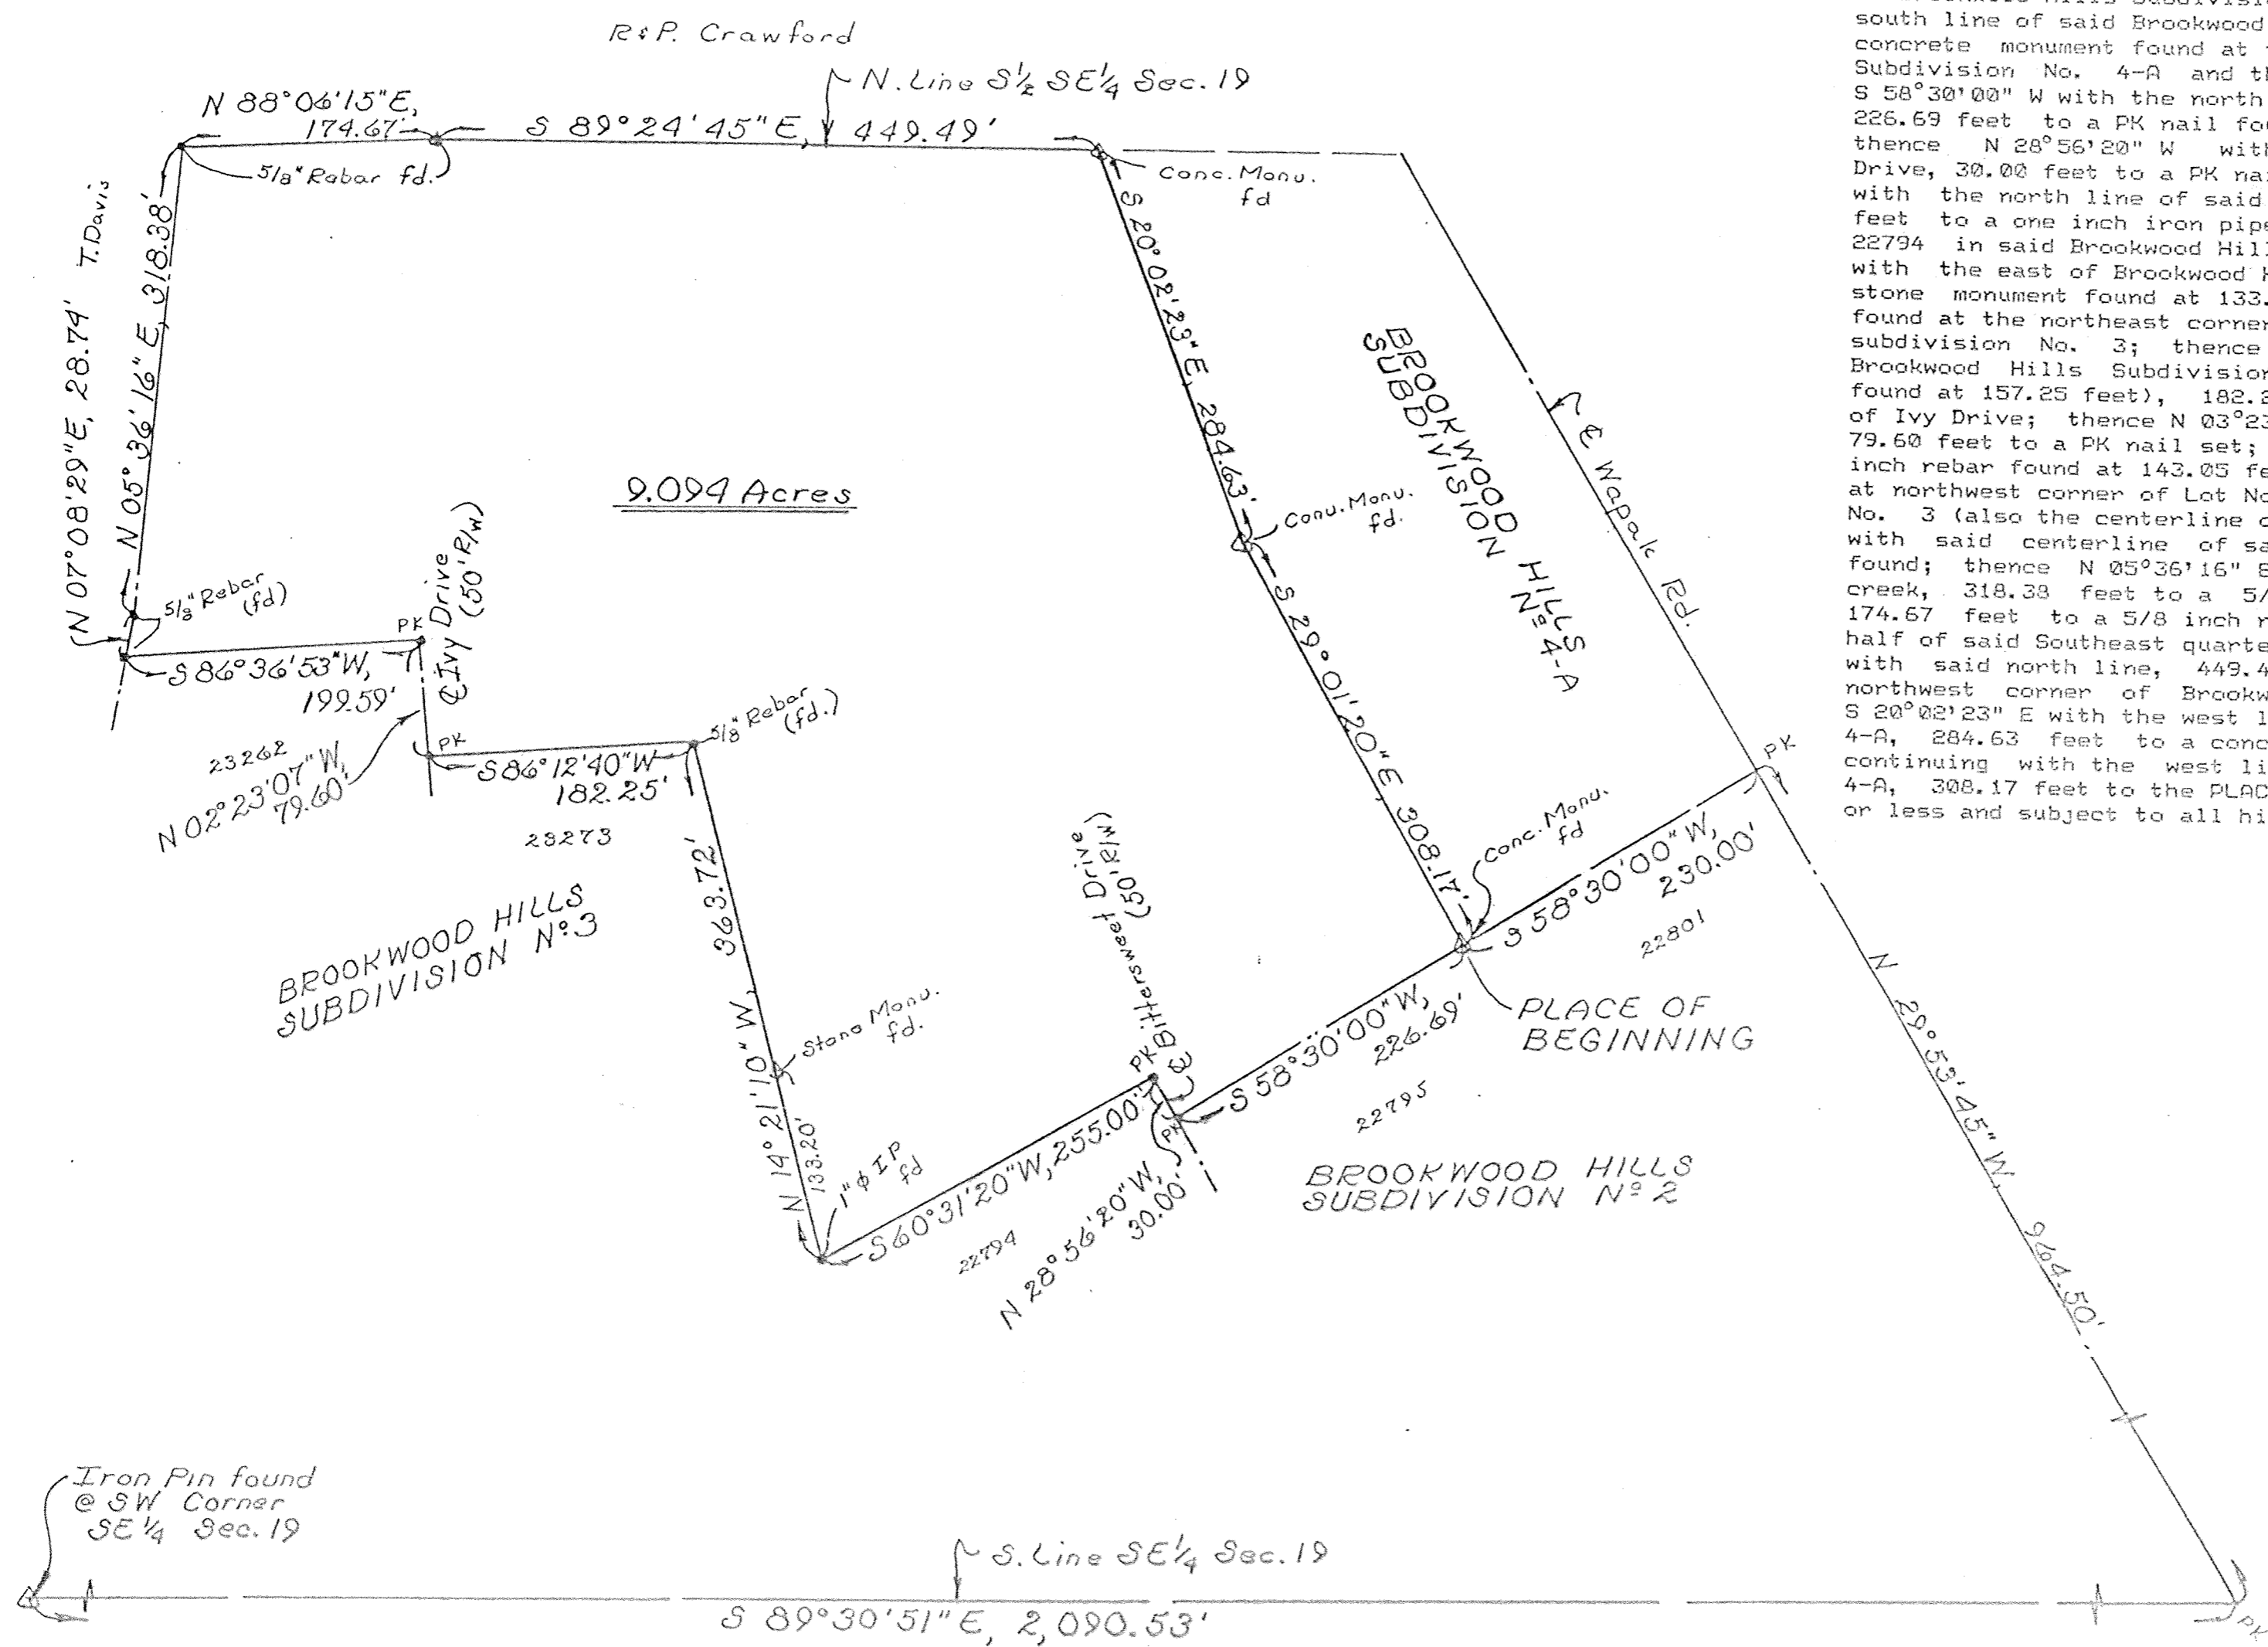 R&P. Crawford
N. Line S½ SE¼ Sec. 19
N 88°06'15"E,
174.67'
S 89°24'45"E, 449.49'
5/8" Rebar fd.
Conc. Monu.
fd
T. Davis
N 07°08'29"E, 28.74'
N 05°36'16"E, 318.38'
S 20°02'23"E, 284.63'
BROOKWOOD HILLS
SUBDIVISION Nº 4-A
℄ Wapak Rd.
9.094 Acres
Conu. Monu.
fd.
5/8" Rebar
(fd)
PK
℄ Ivy Drive
(50' R/W)
S 86°36'53"W,
199.59'
23262
N 02°23'07"W,
79.60'
PK
S 86°12'40"W
182.25'
5/8" Rebar
(fd.)
23273
S 29°01'20"E, 308.17'
PK
Conc. Monu.
fd
S 58°30'00"W,
230.00'
22801
BROOKWOOD HILLS
SUBDIVISION Nº 3
N 14°21'10"W, 363.72'
133.20'
Stone Monu.
fd.
℄ Bittersweet Drive
(50' R/W)
PK
PLACE OF
BEGINNING
S 58°30'00"W,
226.69'
22795
PK
1" ϕ IP
fd
S 60°31'20"W, 255.00'
22794
N 28°56'20"W,
30.00'
BROOKWOOD HILLS
SUBDIVISION Nº 2
N 29°53'45"W, 964.50'
Iron Pin found
@ SW Corner
SE¼ Sec. 19
S. Line SE¼ Sec. 19
S 89°30'51"E, 2,090.53'
PK
south line of said Brookwood
concrete monument found at
Subdivision No. 4-A and th
S 58°30'00" W with the north
226.69 feet to a PK nail fo
thence N 28°56'20" W wit
Drive, 30.00 feet to a PK na
with the north line of said
feet to a one inch iron pipe
22794 in said Brookwood Hill
with the east of Brookwood H
stone monument found at 133.
found at the northeast corner
subdivision No. 3; thence
Brookwood Hills Subdivision
found at 157.25 feet), 182.2
of Ivy Drive; thence N 03°23
79.60 feet to a PK nail set;
inch rebar found at 143.05 fe
at northwest corner of Lot No
No. 3 (also the centerline o
with said centerline of sa
found; thence N 05°36'16" E
creek, 318.38 feet to a 5/
174.67 feet to a 5/8 inch r
half of said Southeast quarte
with said north line, 449.4
northwest corner of Brookw
S 20°02'23" E with the west l
4-A, 284.63 feet to a conc
continuing with the west li
4-A, 308.17 feet to the PLAC
or less and subject to all hi